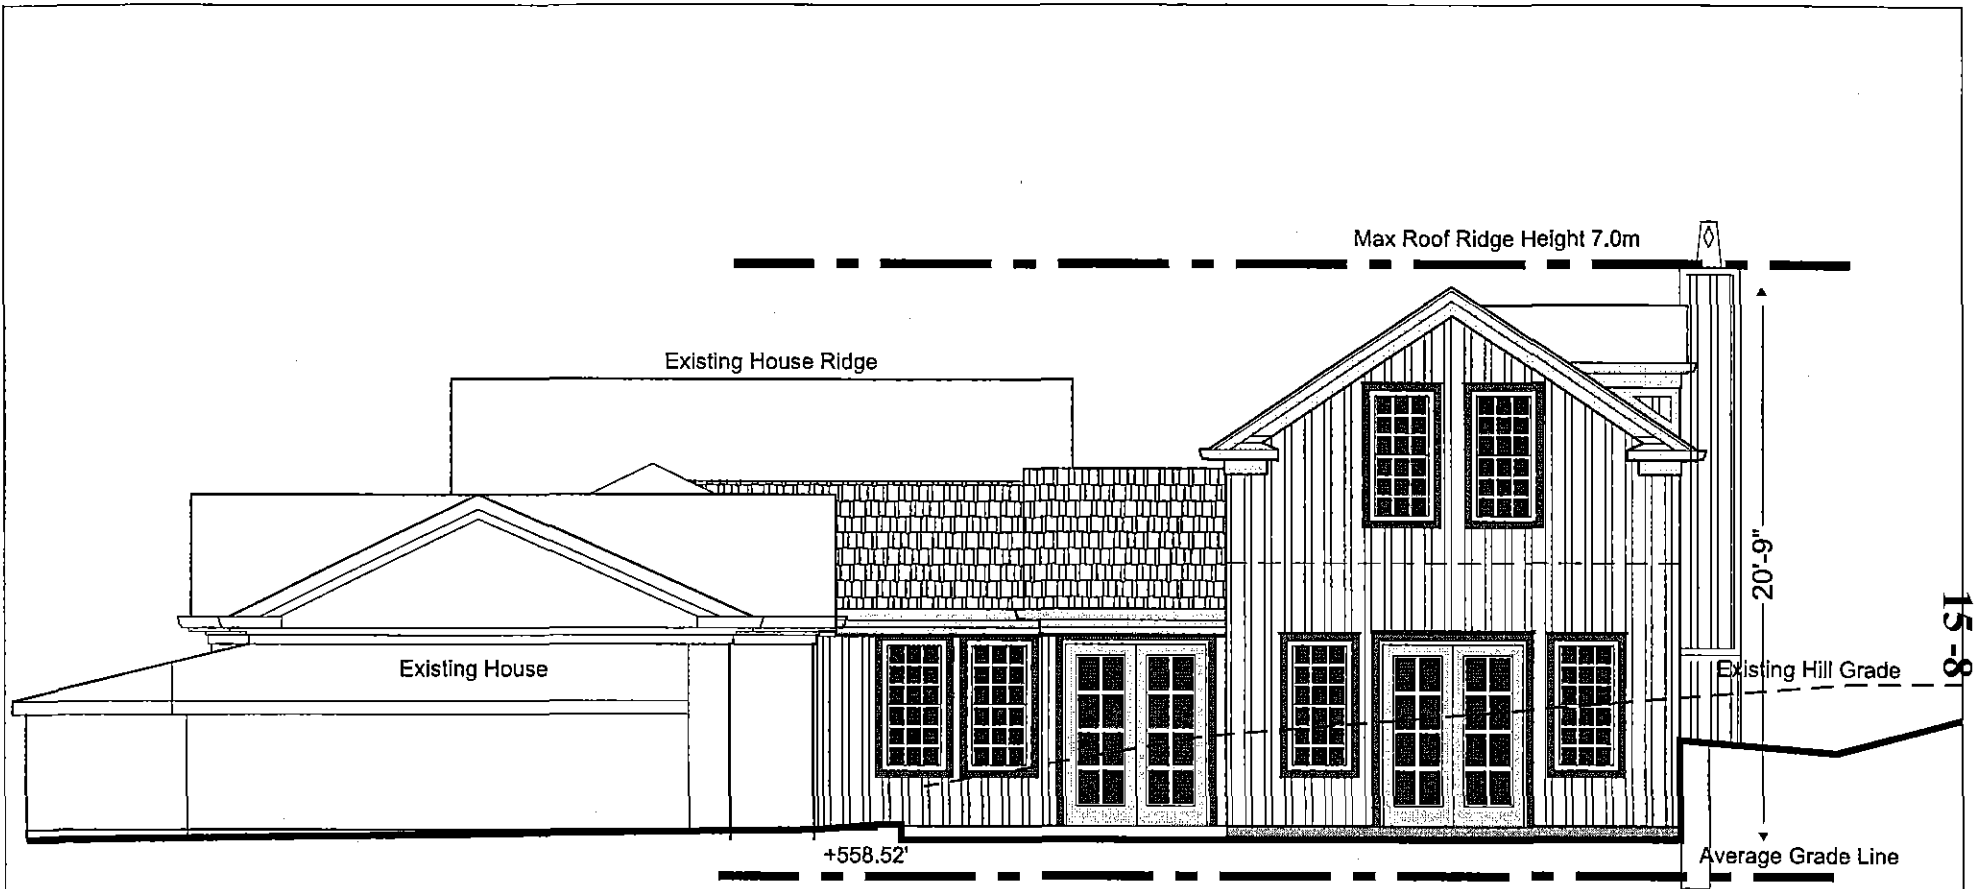 Max Roof Ridge Height 7.0m
Existing House Ridge
20'-9"
15-8
Existing House
Existing Hill Grade
+558.52'
Average Grade Line